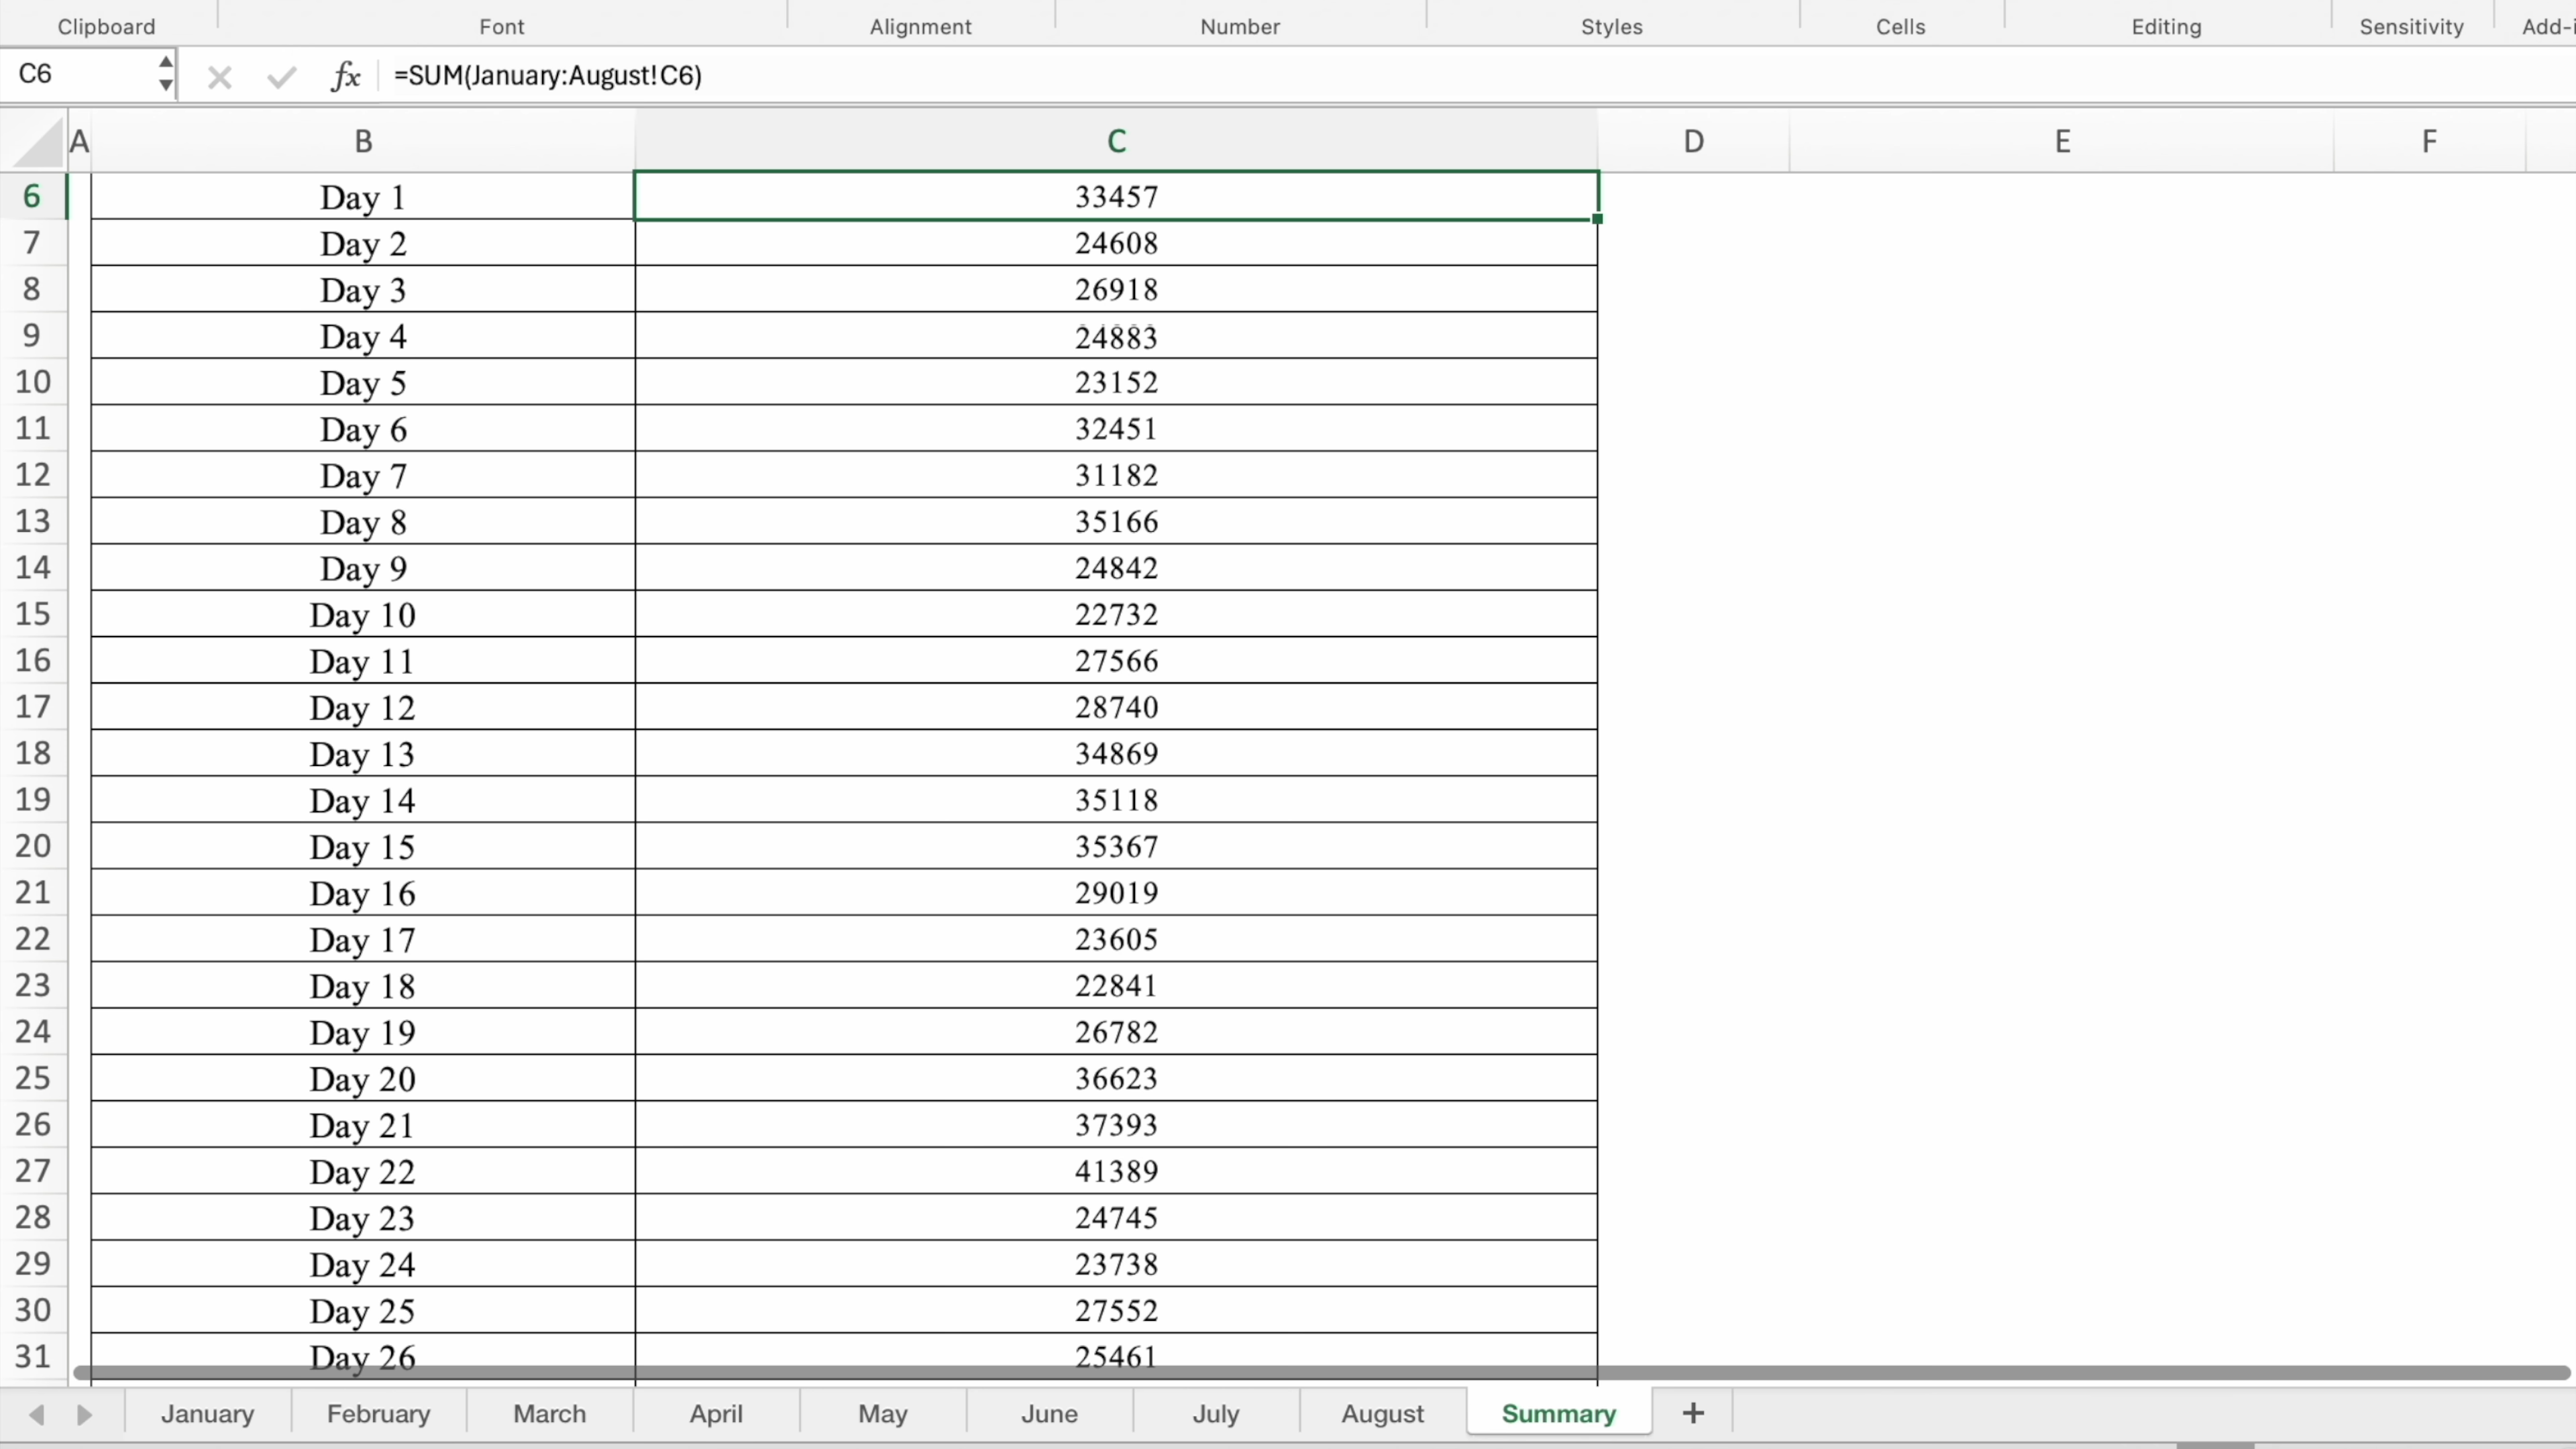 Clipboard Font Alignment Number Styles Cells Editing Sensitivity Add-i
C6 fx =SUM(January:August!C6)
A B C D E F
6 Day 1 33457
7 Day 2 24608
8 Day 3 26918
9 Day 4 24883
10 Day 5 23152
11 Day 6 32451
12 Day 7 31182
13 Day 8 35166
14 Day 9 24842
15 Day 10 22732
16 Day 11 27566
17 Day 12 28740
18 Day 13 34869
19 Day 14 35118
20 Day 15 35367
21 Day 16 29019
22 Day 17 23605
23 Day 18 22841
24 Day 19 26782
25 Day 20 36623
26 Day 21 37393
27 Day 22 41389
28 Day 23 24745
29 Day 24 23738
30 Day 25 27552
31 Day 26 25461
January February March April May June July August Summary +